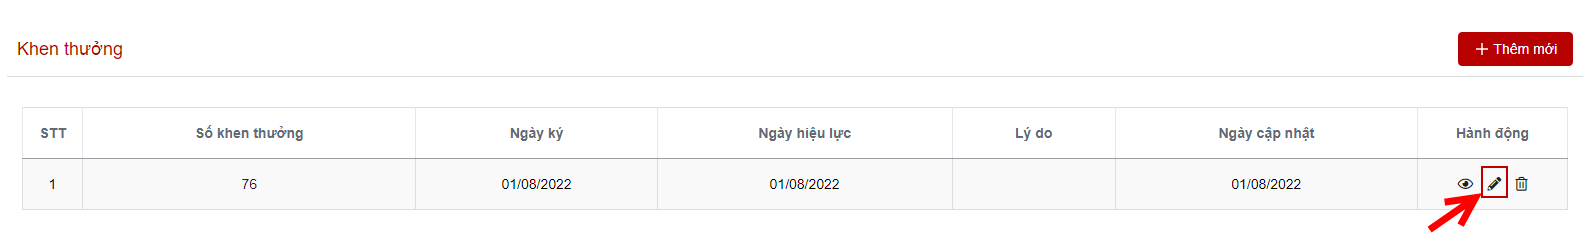 Khen thưởng
+ Thêm mới
STT Số khen thưởng Ngày ký Ngày hiệu lực Lý do Ngày cập nhật Hành động
1 76 01/08/2022 01/08/2022 01/08/2022